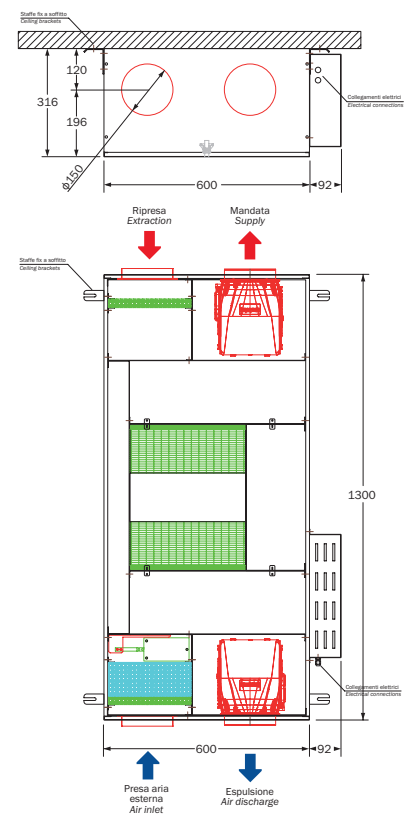 Staffe fix a soffitto
Ceiling brackets
120
316
196
Collegamenti elettrici
Electrical connections
ϕ150
600
92
Ripresa
Extraction
Mandata
Supply
Staffe fix a soffitto
Ceiling brackets
1300
Collegamenti elettrici
Electrical connections
600
92
Presa aria
esterna
Air inlet
Espulsione
Air discharge